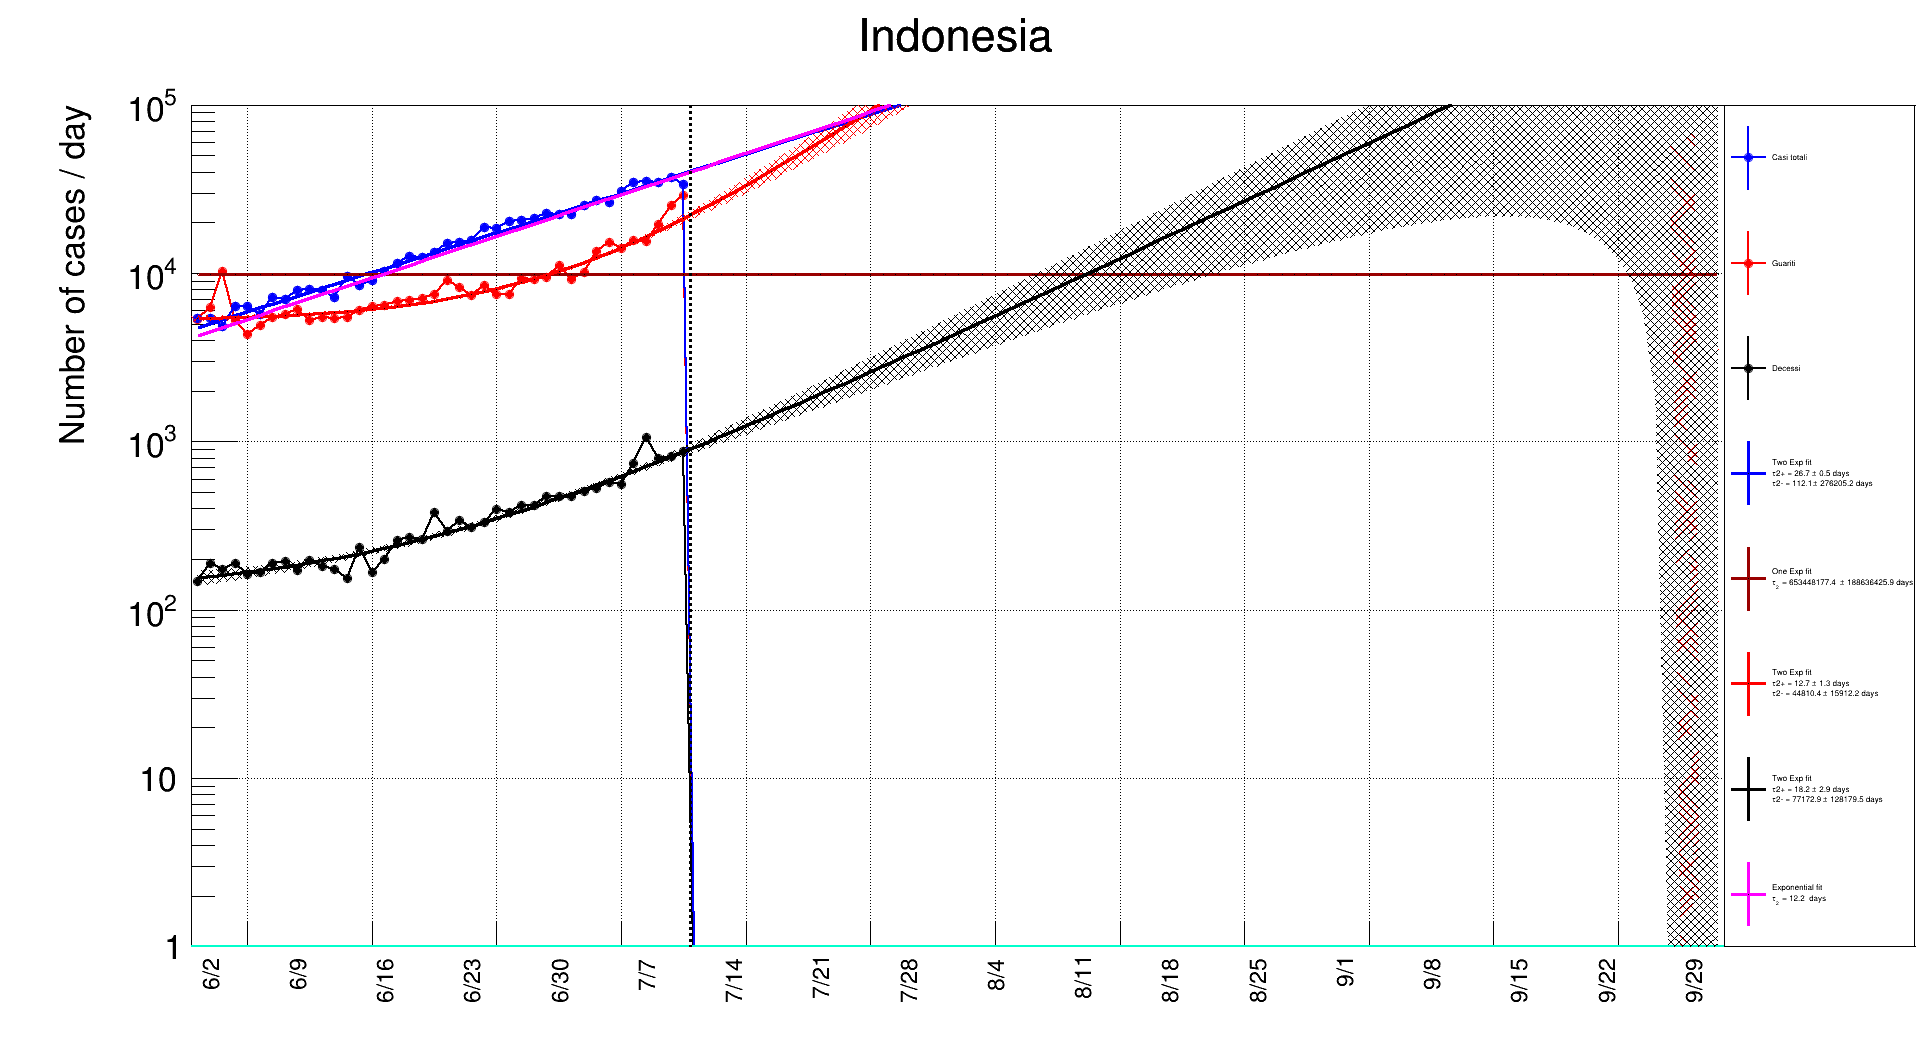 Indonesia
Number of cases / day
10^5
10^4
10^3
10^2
10
1
6/2
6/9
6/16
6/23
6/30
7/7
7/14
7/21
7/28
8/4
8/11
8/18
8/25
9/1
9/8
9/15
9/22
9/29
Casi totali
Guariti
Decessi
Two Exp fit
τ2+ = 26.7 ± 0.5 days
τ2- = 112.1± 276205.2 days
One Exp fit
τ_2 = 653448177.4 ± 188636425.9 days
Two Exp fit
τ2+ = 12.7 ± 1.3 days
τ2- = 44810.4 ± 15912.2 days
Two Exp fit
τ2+ = 18.2 ± 2.9 days
τ2- = 77172.9 ± 128179.5 days
Exponential fit
τ_2 = 12.2 days